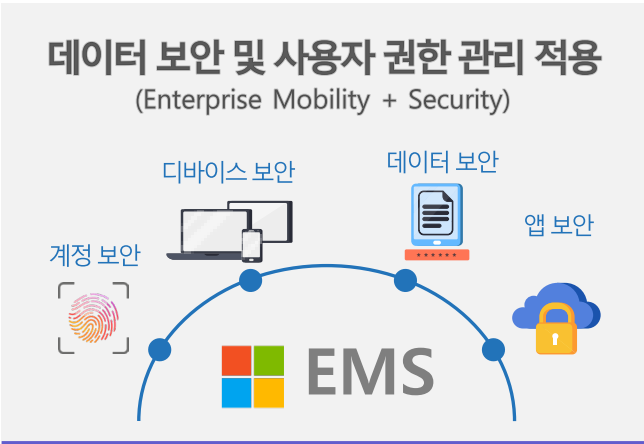 데이터 보안 및 사용자 권한 관리 적용
(Enterprise Mobility + Security)
디바이스 보안
데이터 보안
앱 보안
계정 보안
******
EMS